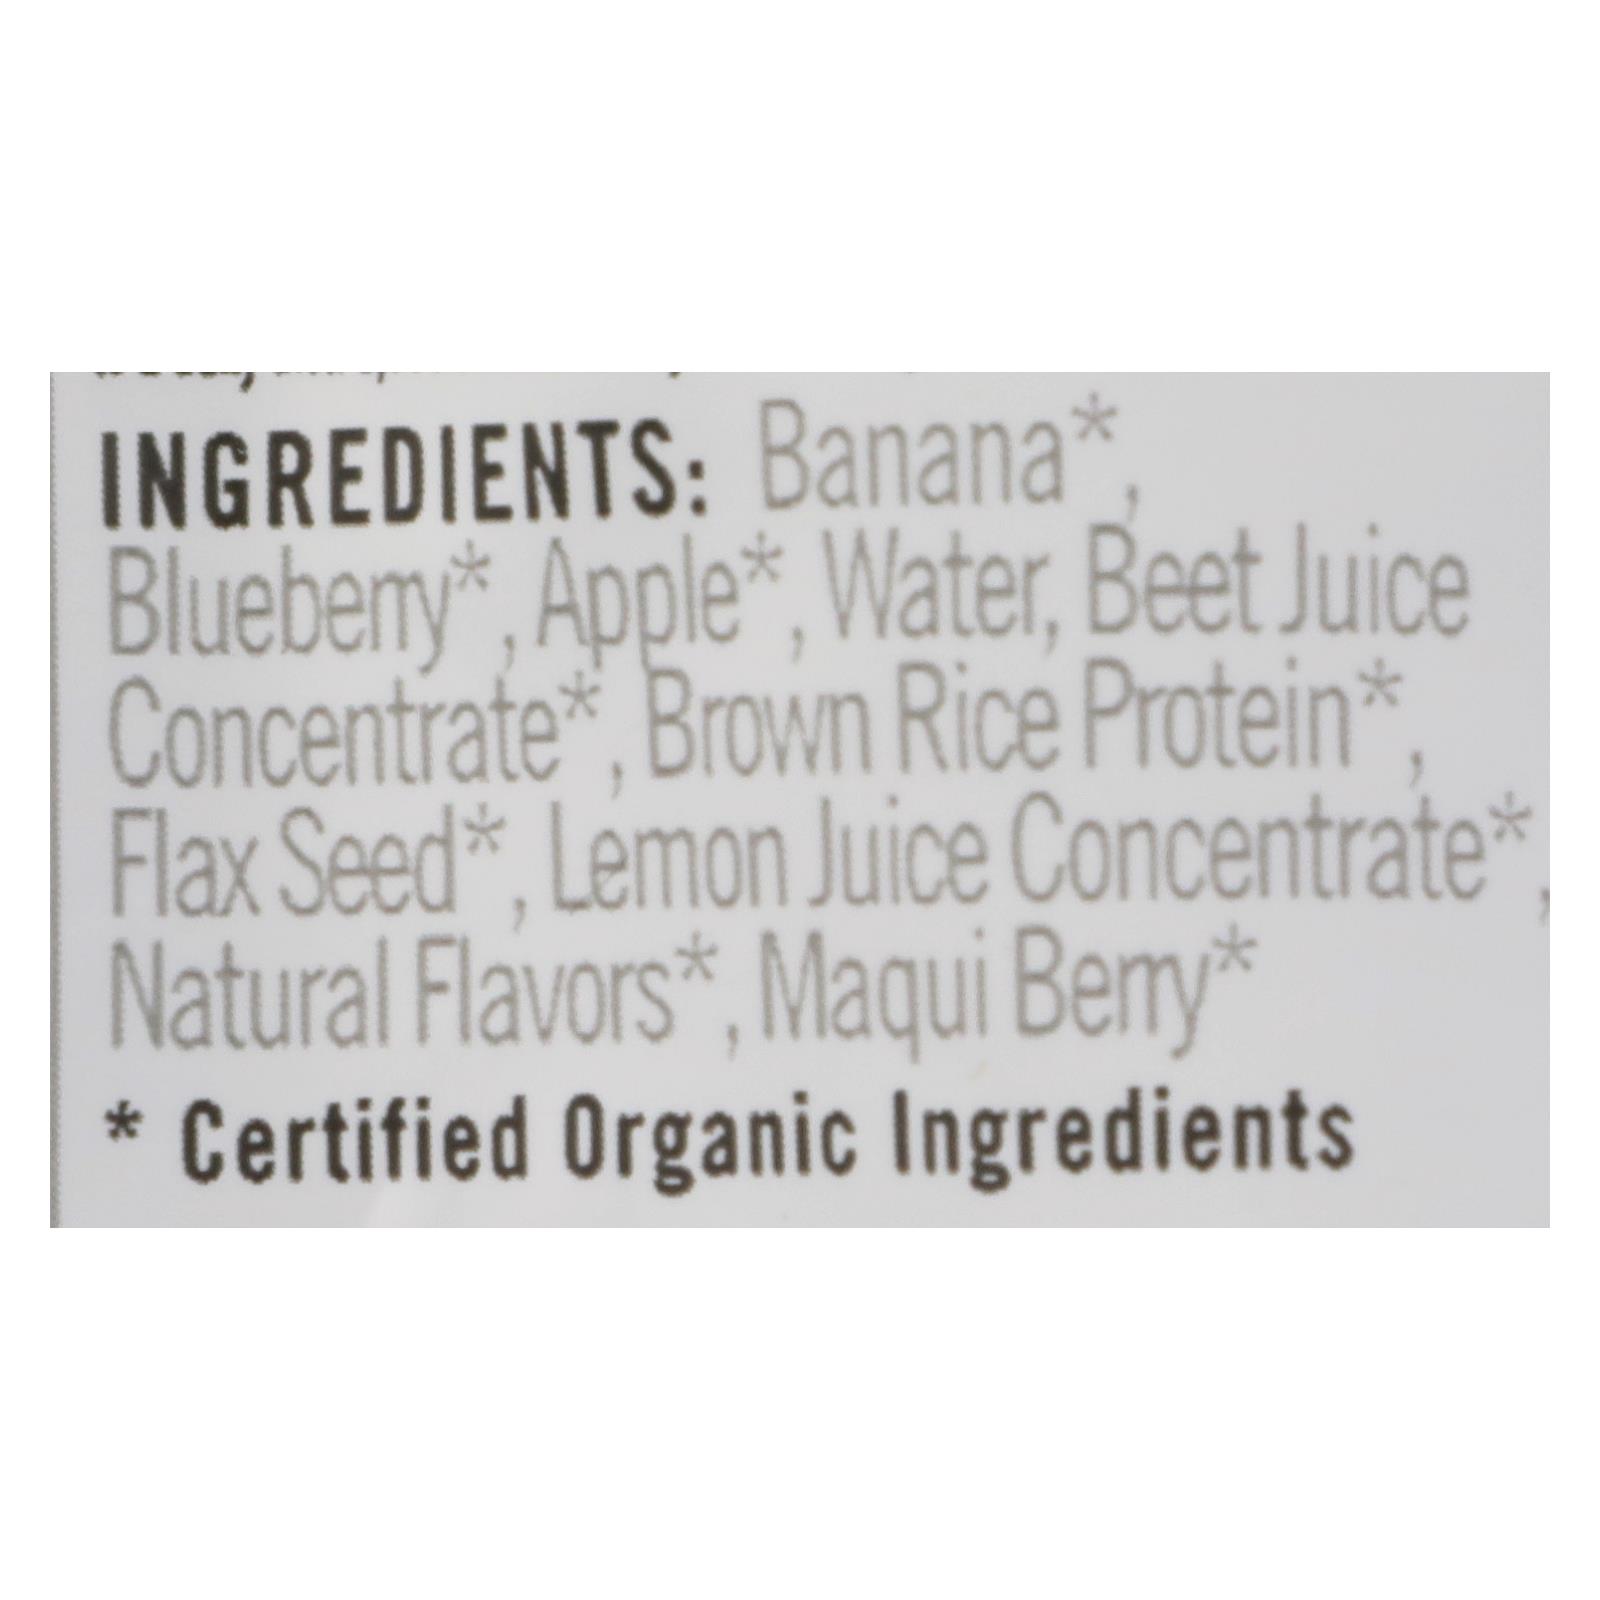 INGREDIENTS: Banana*,
Blueberry*, Apple*, Water, Beet Juice
Concentrate*, Brown Rice Protein*,
Flax Seed*, Lemon Juice Concentrate*,
Natural Flavors*, Maqui Berry*
* Certified Organic Ingredients